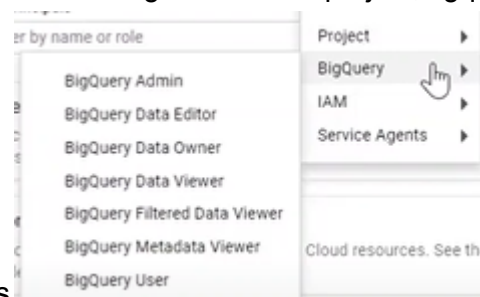 er by name or role
Project
BigQuery
IAM
Service Agents
BigQuery Admin
BigQuery Data Editor
BigQuery Data Owner
BigQuery Data Viewer
BigQuery Filtered Data Viewer
BigQuery Metadata Viewer
BigQuery User
Cloud resources. See th